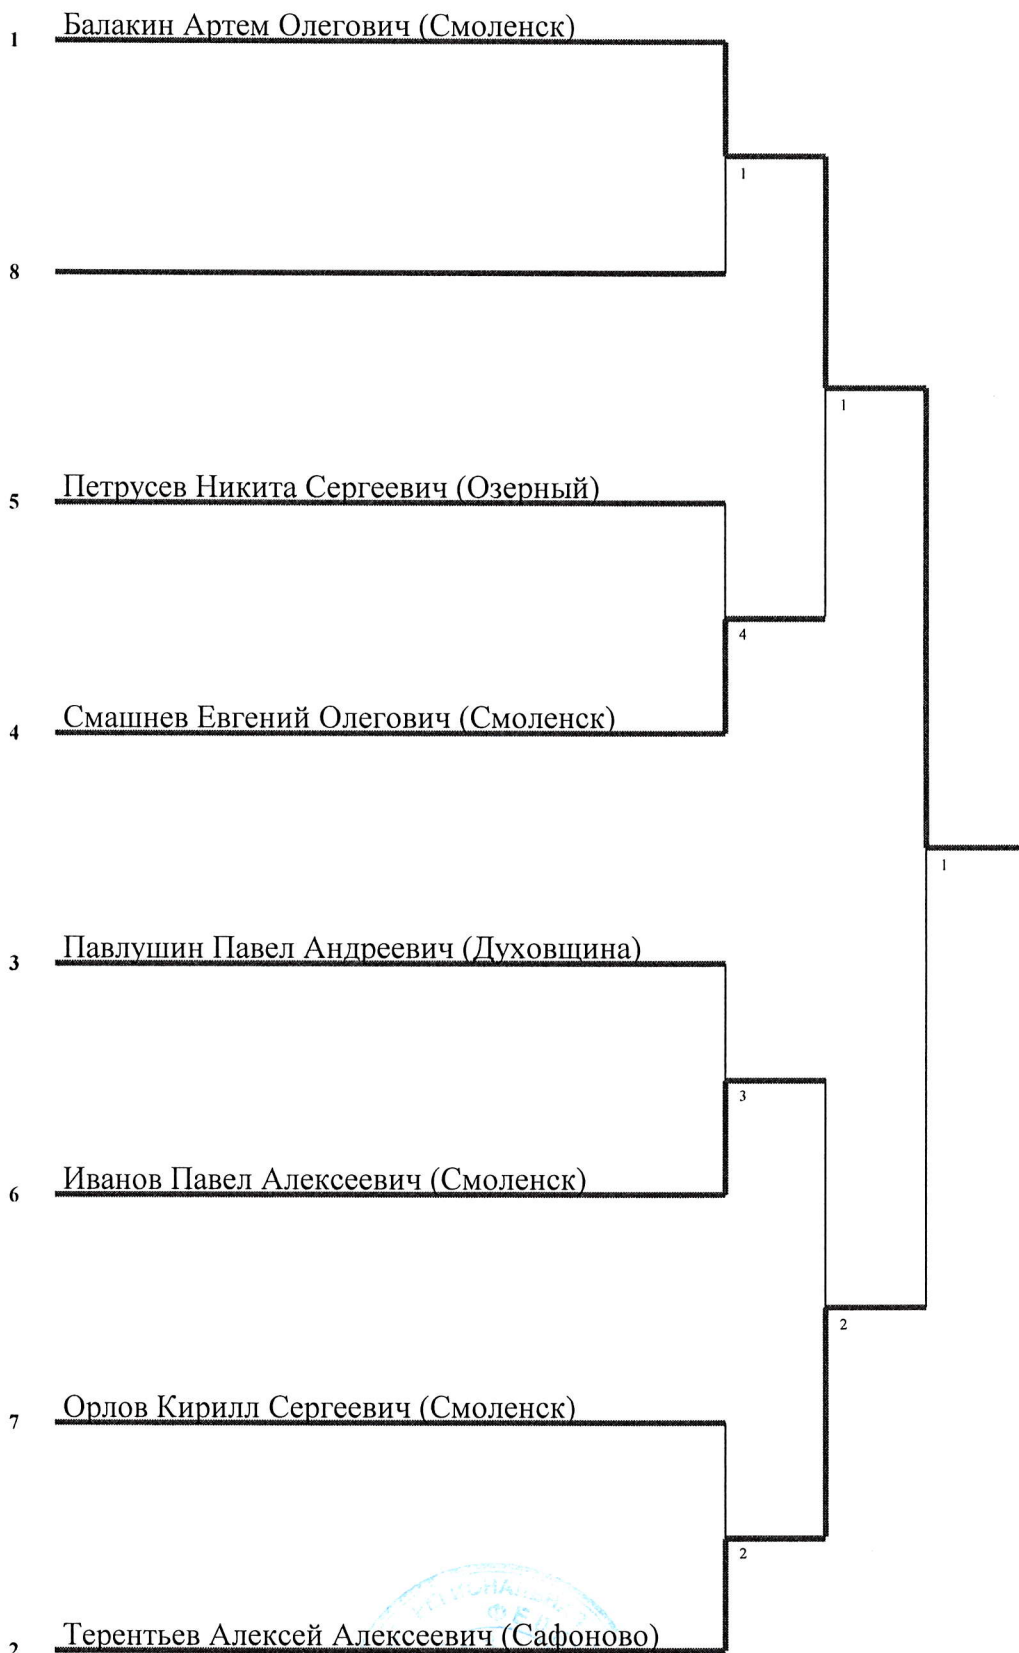 1 Балакин Артем Олегович (Смоленск)
1
8
1
5 Петрусев Никита Сергеевич (Озерный)
4
4 Смашнев Евгений Олегович (Смоленск)
1
3 Павлушин Павел Андреевич (Духовщина)
3
6 Иванов Павел Алексеевич (Смоленск)
2
7 Орлов Кирилл Сергеевич (Смоленск)
2
2 Терентьев Алексей Алексеевич (Сафоново)